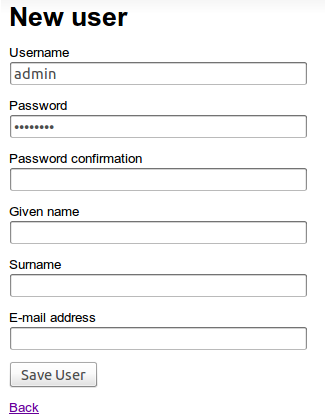 New user
Username
admin
Password
••••••••
Password confirmation
Given name
Surname
E-mail address
Save User
Back